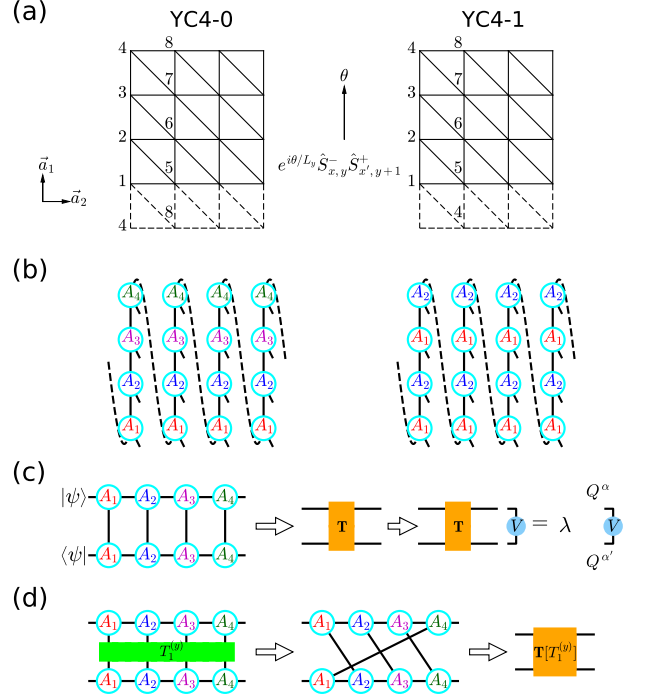 (a)
YC4-0
YC4-1
4 8
3 7
2 6
1 5
4 8
θ
e^{iθ/L_y} Ŝ^-_{x,y} Ŝ^+_{x',y+1}
a⃗_1
a⃗_2
4 8
3 7
2 6
1 5
4
(b)
A_4 A_4 A_4 A_4
A_3 A_3 A_3 A_3
A_2 A_2 A_2 A_2
A_1 A_1 A_1 A_1
A_2 A_2 A_2 A_2
A_1 A_1 A_1 A_1
A_2 A_2 A_2 A_2
A_1 A_1 A_1 A_1
(c)
|ψ⟩ A_1 A_2 A_3 A_4
⟨ψ| A_1 A_2 A_3 A_4
T
T V = λ V
Q^α
Q^{α'}
(d)
A_1 A_2 A_3 A_4
T_1^{(y)}
A_1 A_2 A_3 A_4
A_1 A_2 A_3 A_4
A_1 A_2 A_3 A_4
T[T_1^{(y)}]